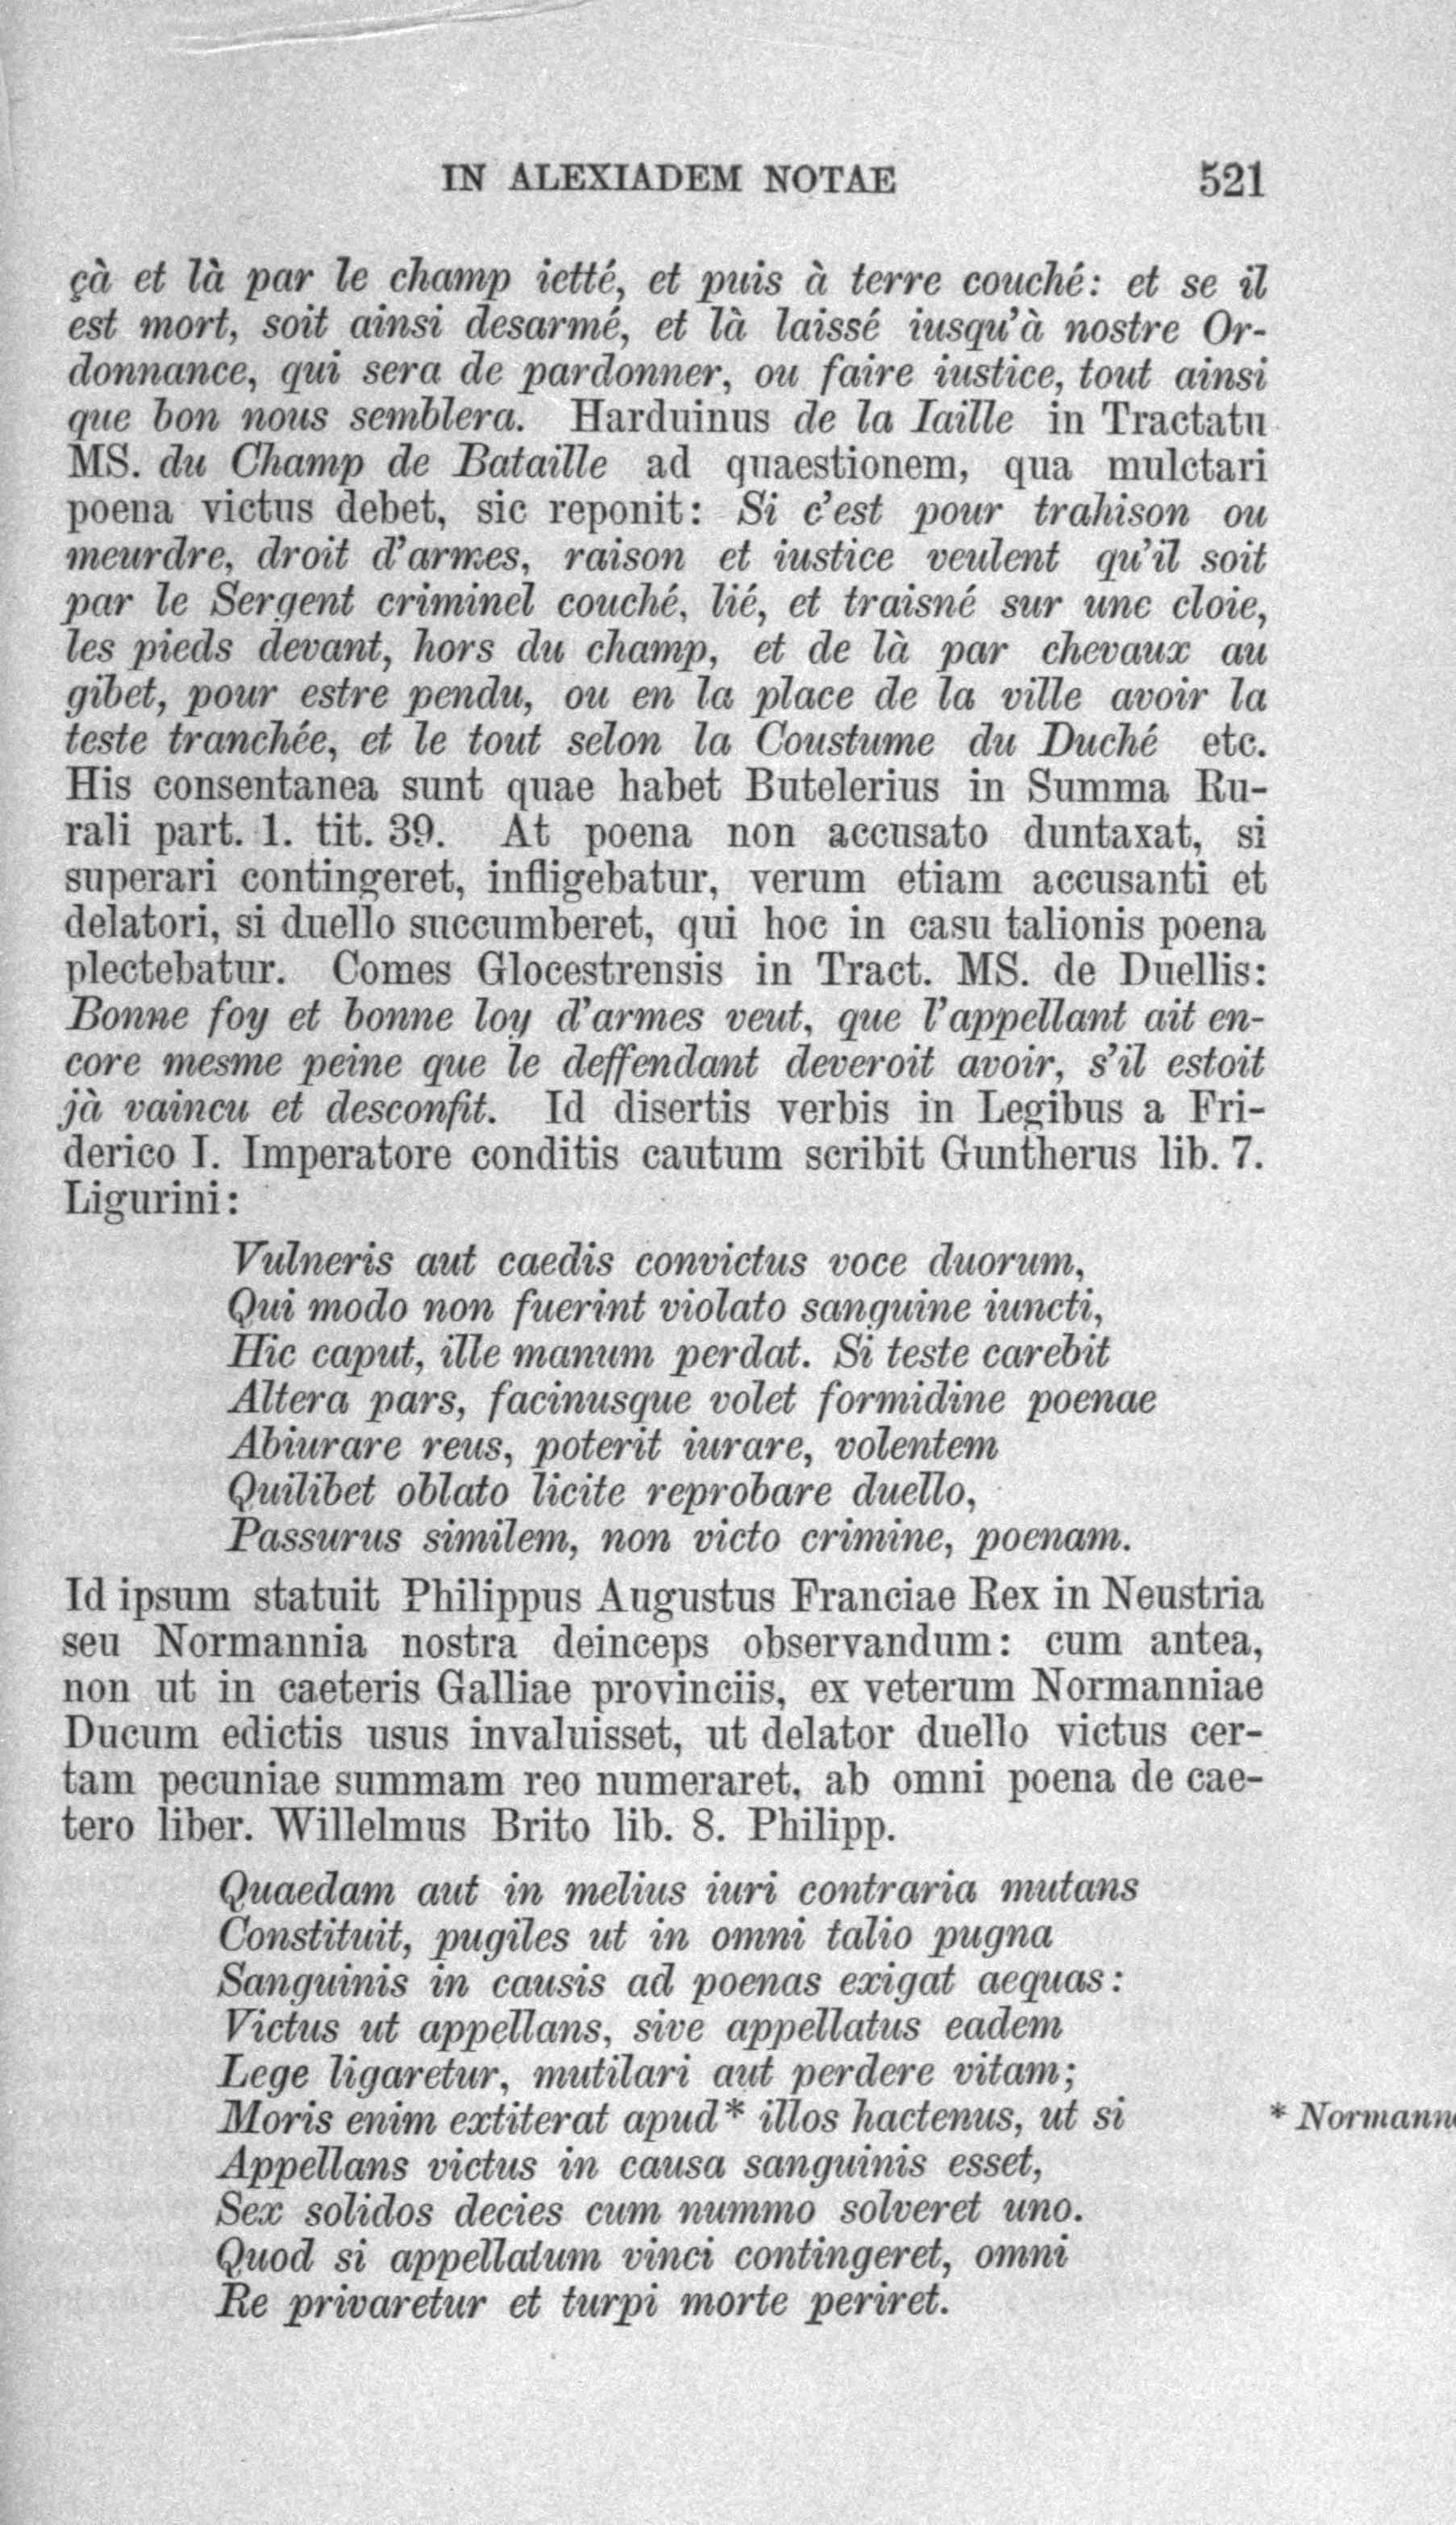 IN ALEXIADEM NOTAE 521
çà et là par le champ ietté, et puis à terre couché: et se il
est mort, soit ainsi desarmé, et là laissé iusqu'à nostre Or-
donnance, qui sera de pardonner, ou faire iustice, tout ainsi
que bon nous semblera. Harduinus de la Iaille in Tractatu
MS. du Champ de Bataille ad quaestionem, qua mulctari
poena victus debet, sic reponit: Si c'est pour trahison ou
meurdre, droit d'armes, raison et iustice veulent qu'il soit
par le Sergent criminel couché, lié, et traisné sur une cloie,
les pieds devant, hors du champ, et de là par chevaux au
gibet, pour estre pendu, ou en la place de la ville avoir la
teste tranchée, et le tout selon la Coustume du Duché etc.
His consentanea sunt quae habet Butelerius in Summa Ru-
rali part. 1. tit. 39. At poena non accusato duntaxat, si
superari contingeret, infligebatur, verum etiam accusanti et
delatori, si duello succumberet, qui hoc in casu talionis poena
plectebatur. Comes Glocestrensis in Tract. MS. de Duellis:
Bonne foy et bonne loy d'armes veut, que l'appellant ait en-
core mesme peine que le deffendant deveroit avoir, s'il estoit
jà vaincu et desconfit. Id disertis verbis in Legibus a Fri-
derico I. Imperatore conditis cautum scribit Guntherus lib. 7.
Ligurini:
Vulneris aut caedis convictus voce duorum,
Qui modo non fuerint violato sanguine iuncti,
Hic caput, ille manum perdat. Si teste carebit
Altera pars, facinusque volet formidine poenae
Abiurare reus, poterit iurare, volentem
Quilibet oblato licite reprobare duello,
Passurus similem, non victo crimine, poenam.
Id ipsum statuit Philippus Augustus Franciae Rex in Neustria
seu Normannia nostra deinceps observandum: cum antea,
non ut in caeteris Galliae provinciis, ex veterum Normanniae
Ducum edictis usus invaluisset, ut delator duello victus cer-
tam pecuniae summam reo numeraret, ab omni poena de cae-
tero liber. Willelmus Brito lib. 8. Philipp.
Quaedam aut in melius iuri contraria mutans
Constituit, pugiles ut in omni talio pugna
Sanguinis in causis ad poenas exigat aequas:
Victus ut appellans, sive appellatus eadem
Lege ligaretur, mutilari aut perdere vitam;
Moris enim extiterat apud* illos hactenus, ut si
Appellans victus in causa sanguinis esset,
Sex solidos decies cum nummo solveret uno.
Quod si appellatum vinci contingeret, omni
Re privaretur et turpi morte periret.